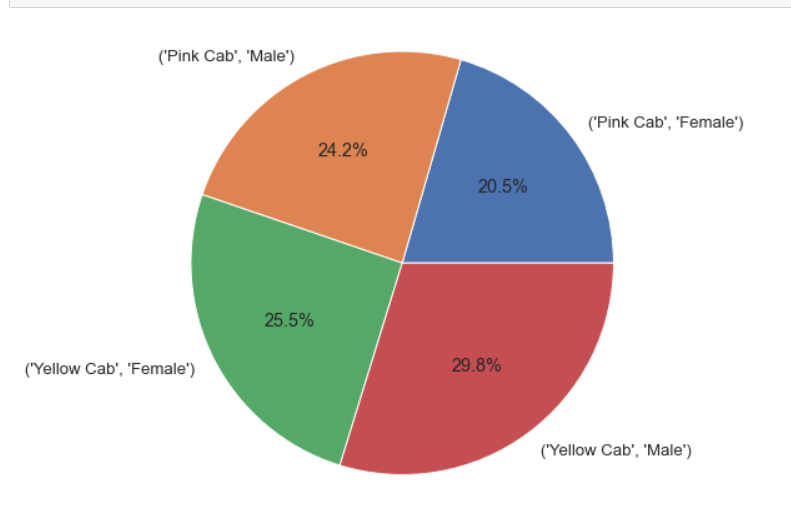 ('Pink Cab', 'Male')
('Pink Cab', 'Female')
24.2%
20.5%
25.5%
29.8%
('Yellow Cab', 'Female')
('Yellow Cab', 'Male')